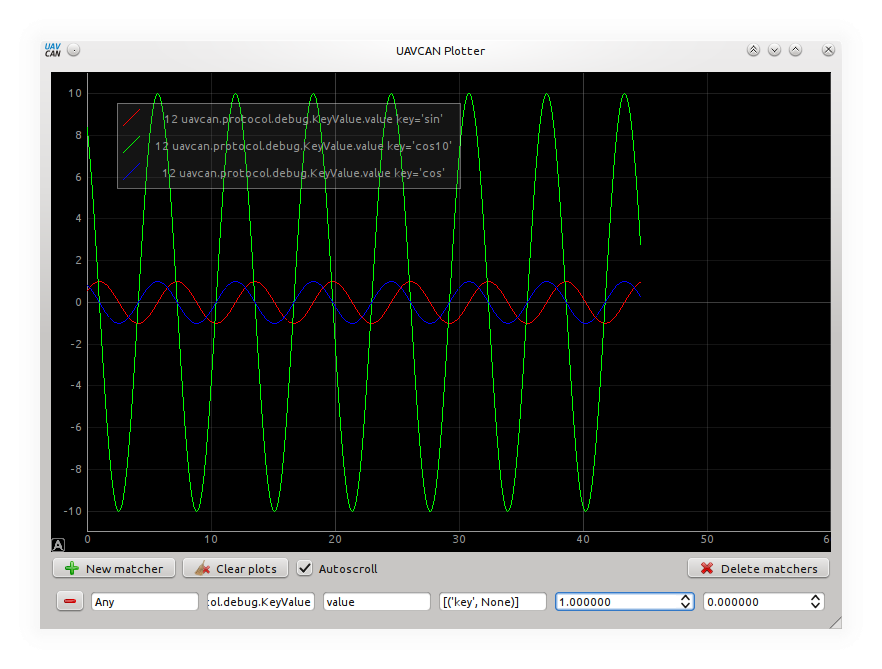 UAV
CAN
UAVCAN Plotter
10
8
6
4
2
0
-2
-4
-6
-8
-10
12 uavcan.protocol.debug.KeyValue.value key='sin'
12 uavcan.protocol.debug.KeyValue.value key='cos10'
12 uavcan.protocol.debug.KeyValue.value key='cos'
A
0 10 20 30 40 50 6
New matcher Clear plots Autoscroll Delete matchers
Any :ol.debug.KeyValue value [('key', None)] 1.000000 0.000000